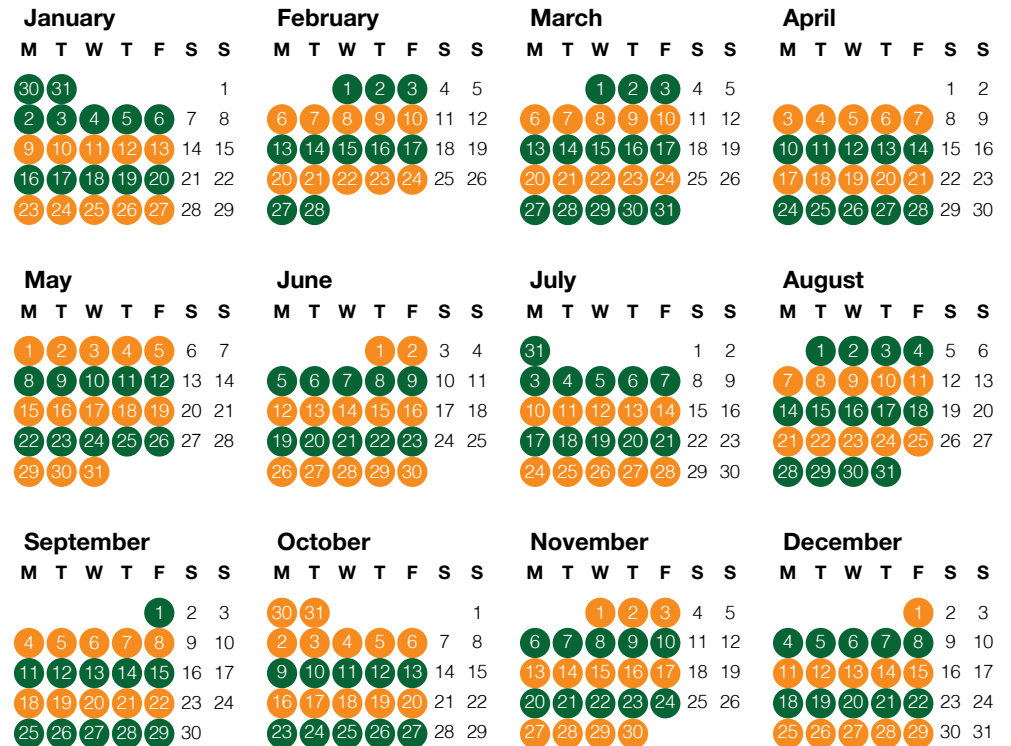 January
M T W T F S S
30 31 1
2 3 4 5 6 7 8
9 10 11 12 13 14 15
16 17 18 19 20 21 22
23 24 25 26 27 28 29
February
M T W T F S S
1 2 3 4 5
6 7 8 9 10 11 12
13 14 15 16 17 18 19
20 21 22 23 24 25 26
27 28
March
M T W T F S S
1 2 3 4 5
6 7 8 9 10 11 12
13 14 15 16 17 18 19
20 21 22 23 24 25 26
27 28 29 30 31
April
M T W T F S S
1 2
3 4 5 6 7 8 9
10 11 12 13 14 15 16
17 18 19 20 21 22 23
24 25 26 27 28 29 30
May
M T W T F S S
1 2 3 4 5 6 7
8 9 10 11 12 13 14
15 16 17 18 19 20 21
22 23 24 25 26 27 28
29 30 31
June
M T W T F S S
1 2 3 4
5 6 7 8 9 10 11
12 13 14 15 16 17 18
19 20 21 22 23 24 25
26 27 28 29 30
July
M T W T F S S
31 1 2
3 4 5 6 7 8 9
10 11 12 13 14 15 16
17 18 19 20 21 22 23
24 25 26 27 28 29 30
August
M T W T F S S
1 2 3 4 5 6
7 8 9 10 11 12 13
14 15 16 17 18 19 20
21 22 23 24 25 26 27
28 29 30 31
September
M T W T F S S
1 2 3
4 5 6 7 8 9 10
11 12 13 14 15 16 17
18 19 20 21 22 23 24
25 26 27 28 29 30
October
M T W T F S S
30 31 1
2 3 4 5 6 7 8
9 10 11 12 13 14 15
16 17 18 19 20 21 22
23 24 25 26 27 28 29
November
M T W T F S S
1 2 3 4 5
6 7 8 9 10 11 12
13 14 15 16 17 18 19
20 21 22 23 24 25 26
27 28 29 30
December
M T W T F S S
1 2 3
4 5 6 7 8 9 10
11 12 13 14 15 16 17
18 19 20 21 22 23 24
25 26 27 28 29 30 31